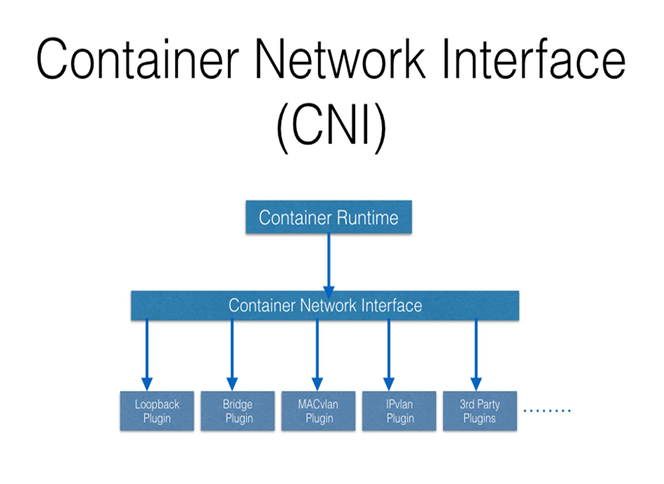 Container Network Interface
(CNI)
Container Runtime
Container Network Interface
Loopback
Plugin
Bridge
Plugin
MACvlan
Plugin
IPvlan
Plugin
3rd Party
Plugins
........